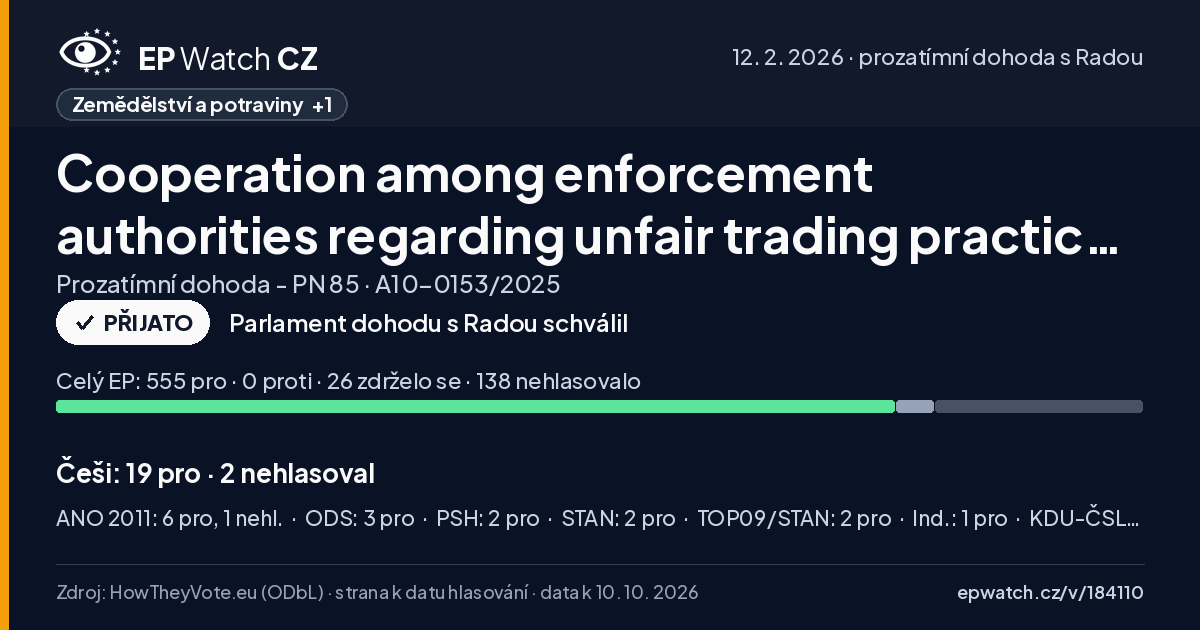 EP Watch CZ
12. 2. 2026 · prozatímní dohoda s Radou
Zemědělství a potraviny +1
Cooperation among enforcement
authorities regarding unfair trading practic…
Prozatímní dohoda – PN 85 · A10–0153/2025
✓ PŘIJATO Parlament dohodu s Radou schválil
Celý EP: 555 pro · 0 proti · 26 zdrželo se · 138 nehlasovalo
Češi: 19 pro · 2 nehlasoval
ANO 2011: 6 pro, 1 nehl. · ODS: 3 pro · PSH: 2 pro · STAN: 2 pro · TOP09/STAN: 2 pro · Ind.: 1 pro · KDU-ČSL…
Zdroj: HowTheyVote.eu (ODbL) · strana k datu hlasování · data k 10. 10. 2026
epwatch.cz/v/184110